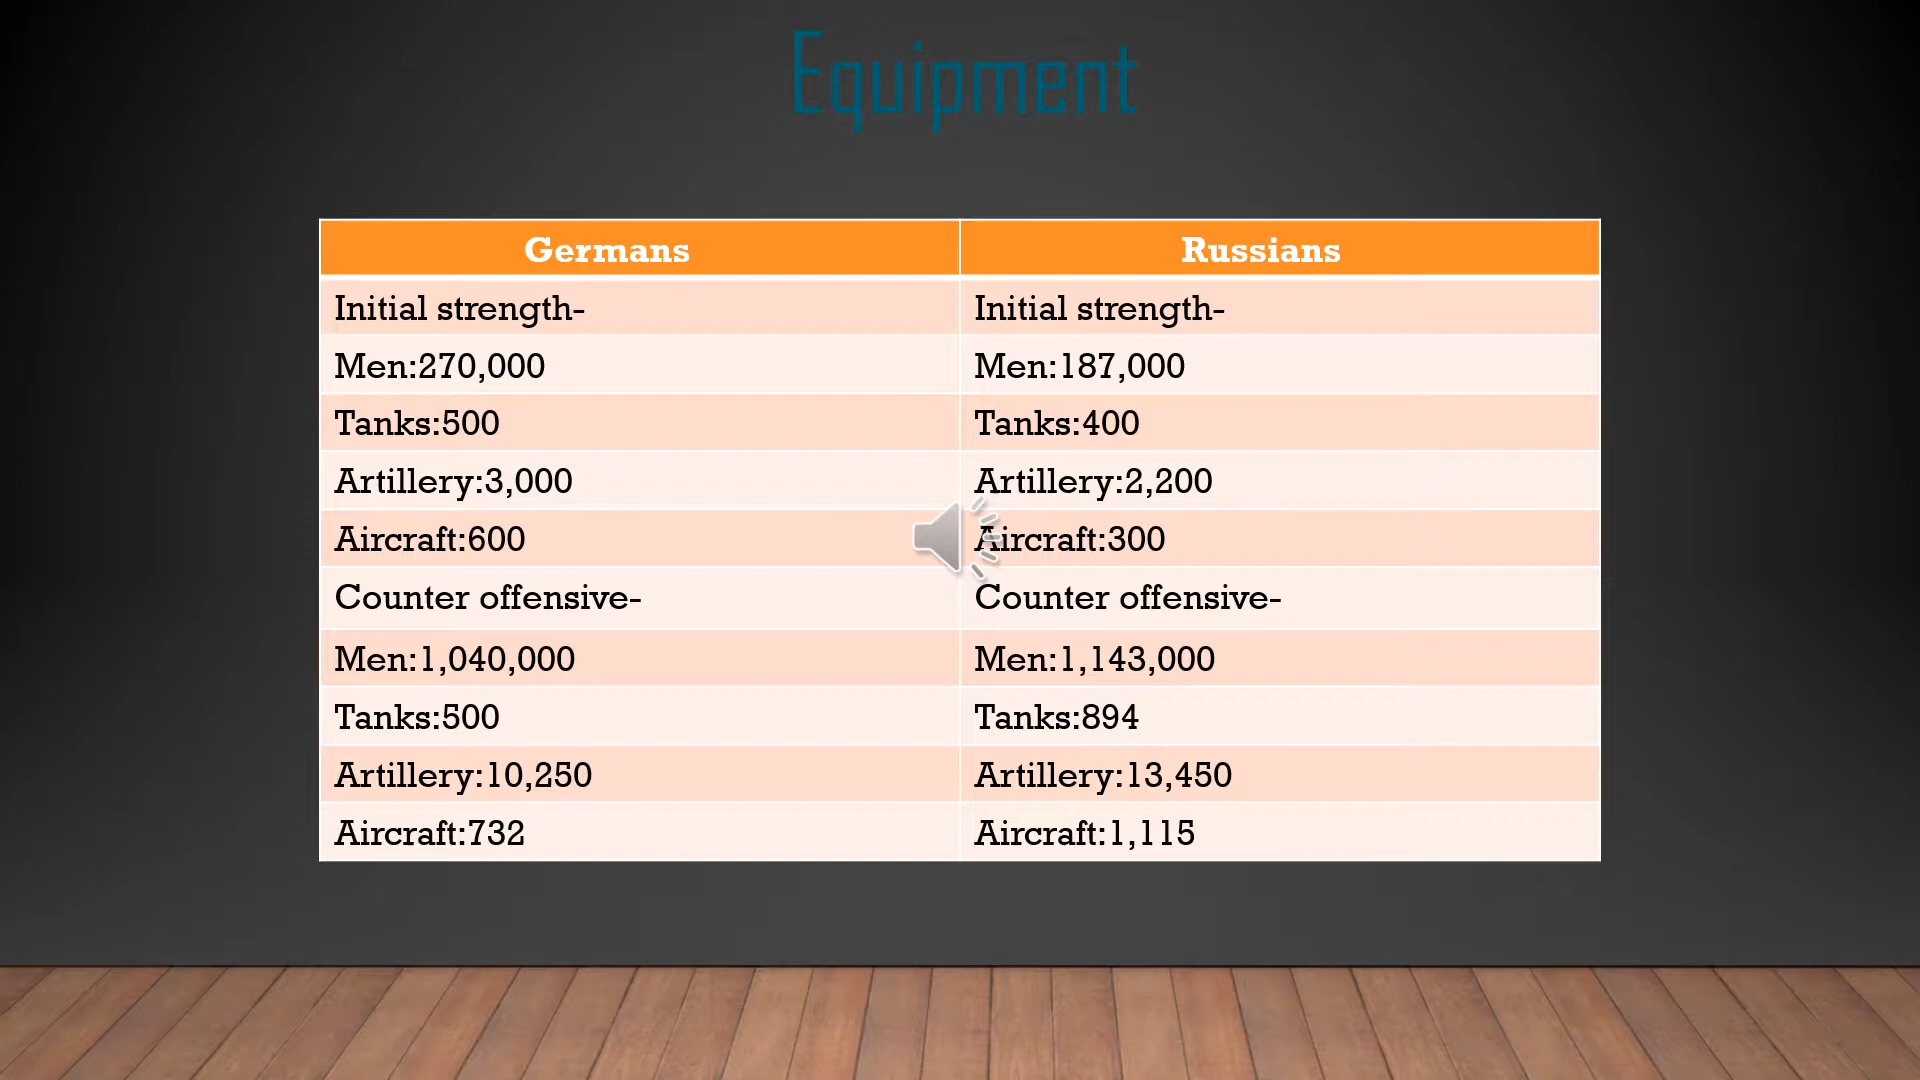 Equipment
Germans Russians
Initial strength- Initial strength-
Men:270,000 Men:187,000
Tanks:500 Tanks:400
Artillery:3,000 Artillery:2,200
Aircraft:600 Aircraft:300
Counter offensive- Counter offensive-
Men:1,040,000 Men:1,143,000
Tanks:500 Tanks:894
Artillery:10,250 Artillery:13,450
Aircraft:732 Aircraft:1,115